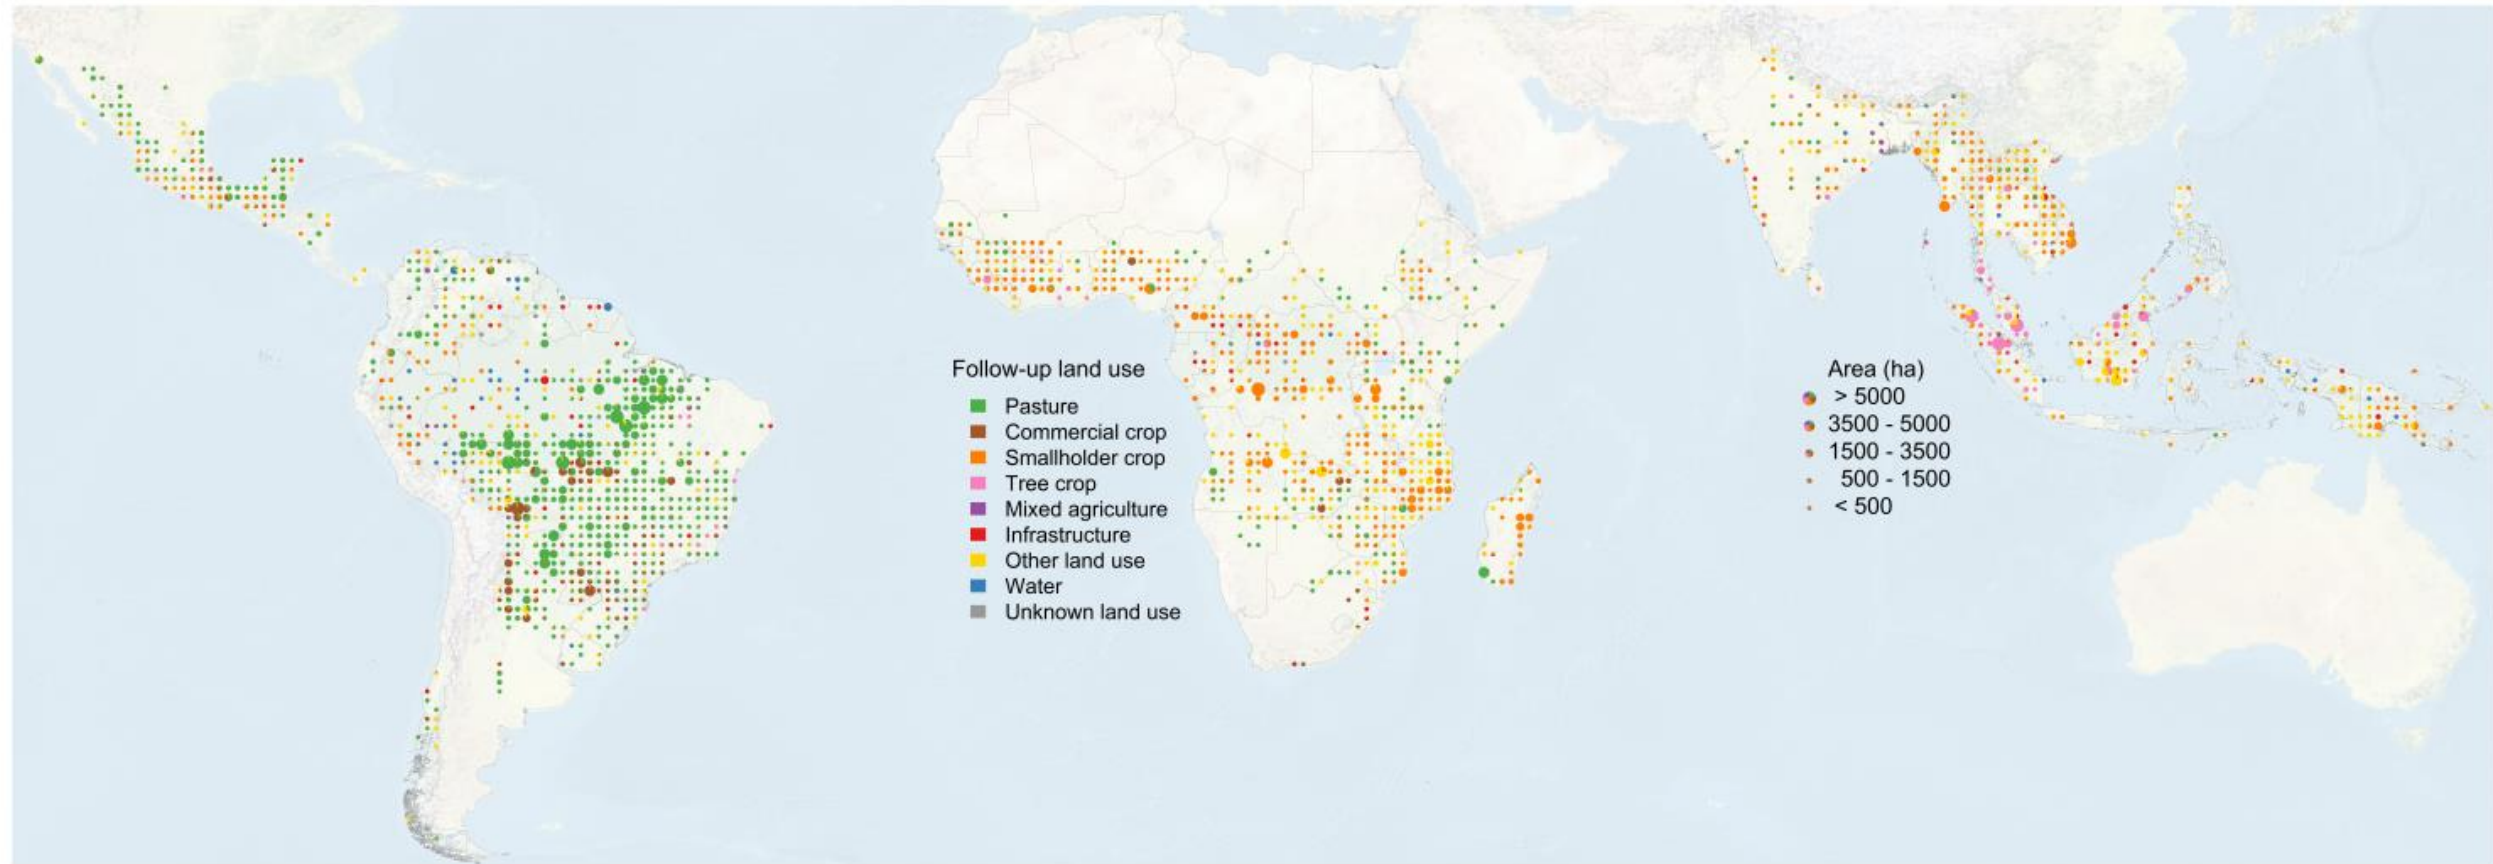 Follow-up land use
Pasture
Commercial crop
Smallholder crop
Tree crop
Mixed agriculture
Infrastructure
Other land use
Water
Unknown land use
Area (ha)
> 5000
3500 - 5000
1500 - 3500
500 - 1500
< 500